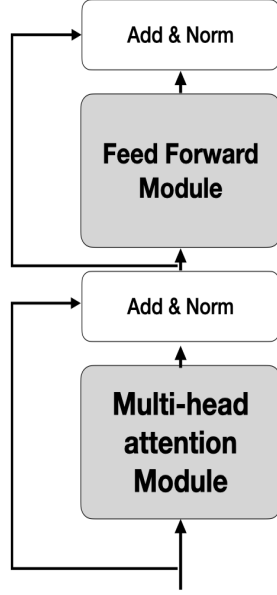 Add & Norm
Feed Forward
Module
Add & Norm
Multi-head
attention
Module